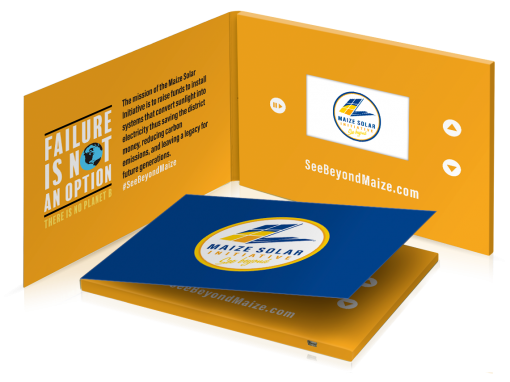 FAILURE
IS NOT
AN OPTION
THERE IS NO PLANET B
The mission of the Maize Solar
Initiative is to raise funds to install
systems that convert sunlight into
electricity thus saving the district
money, reducing carbon
emissions, and leaving a legacy for
future generations.
#SeeBeyondMaize
MAIZE SOLAR
INITIATIVE
Go beyond
SeeBeyondMaize.com
MAIZE SOLAR
INITIATIVE
Go beyond
SeeBeyondMaize.com